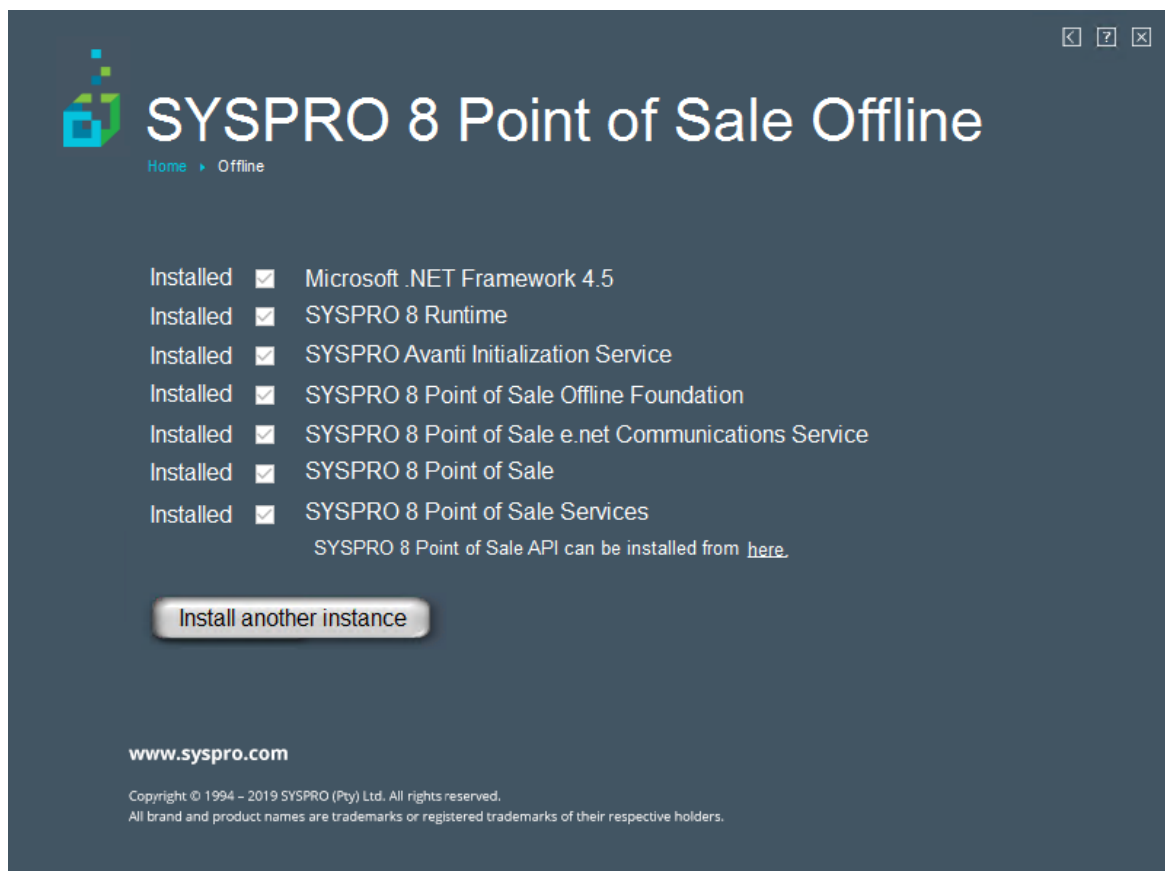 SYSPRO 8 Point of Sale Offline
Home ▸ Offline
Installed Microsoft .NET Framework 4.5
Installed SYSPRO 8 Runtime
Installed SYSPRO Avanti Initialization Service
Installed SYSPRO 8 Point of Sale Offline Foundation
Installed SYSPRO 8 Point of Sale e.net Communications Service
Installed SYSPRO 8 Point of Sale
Installed SYSPRO 8 Point of Sale Services
SYSPRO 8 Point of Sale API can be installed from here.
Install another instance
www.syspro.com
Copyright © 1994 – 2019 SYSPRO (Pty) Ltd. All rights reserved.
All brand and product names are trademarks or registered trademarks of their respective holders.